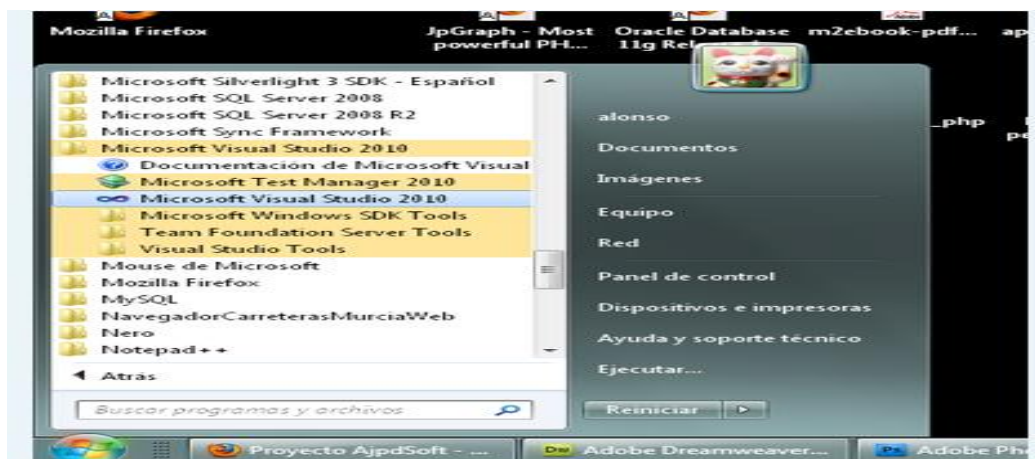 Mozilla Firefox
JpGraph - Most powerful PH...
Oracle Database 11g
m2ebook-pdf...
_php
Microsoft Silverlight 3 SDK - Español
Microsoft SQL Server 2008
Microsoft SQL Server 2008 R2
Microsoft Sync Framework
Microsoft Visual Studio 2010
Documentación de Microsoft Visual
Microsoft Test Manager 2010
Microsoft Visual Studio 2010
Microsoft Windows SDK Tools
Team Foundation Server Tools
Visual Studio Tools
Mouse de Microsoft
Mozilla Firefox
MySQL
NavegadorCarreterasMurciaWeb
Nero
Notepad++
Atrás
Buscar programas y archivos
alonso
Documentos
Imágenes
Equipo
Red
Panel de control
Dispositivos e impresoras
Ayuda y soporte técnico
Ejecutar...
Reiniciar
Proyecto AjpdSoft - ...
Dw Adobe Dreamweaver...
Ps Adobe Ph